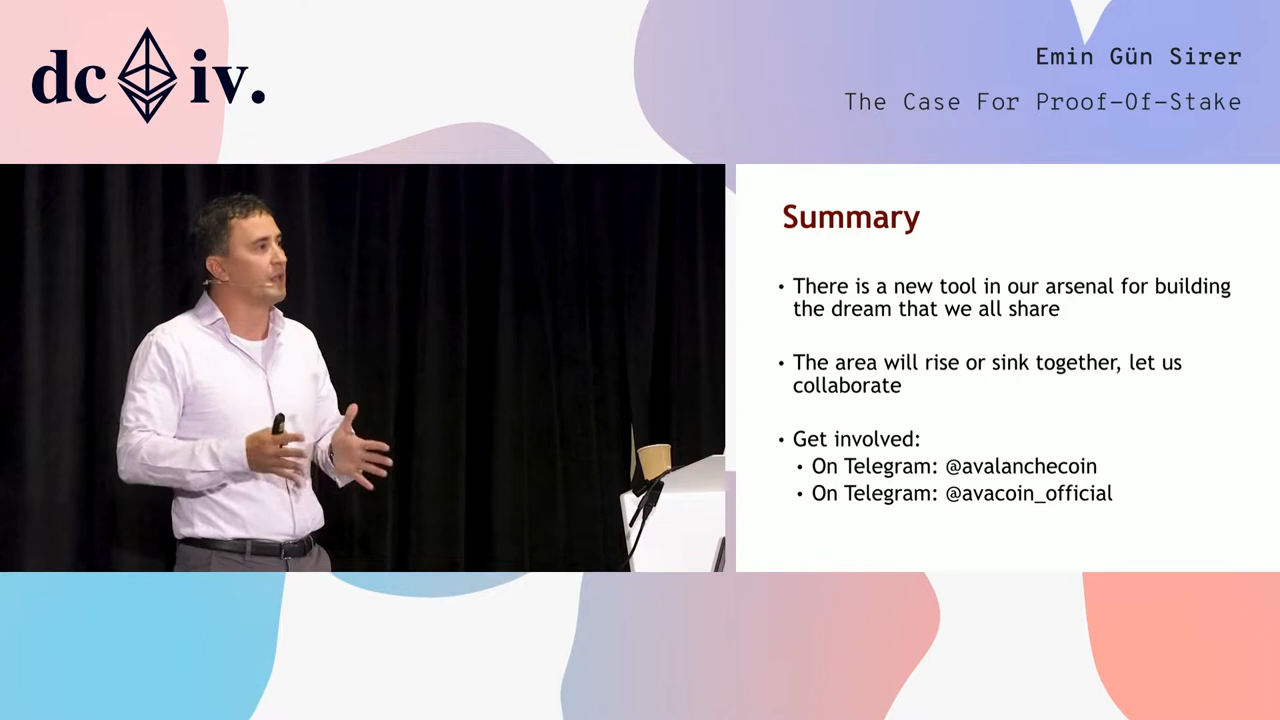 dc iv.
Emin Gün Sirer
The Case For Proof-Of-Stake
Summary
• There is a new tool in our arsenal for building
the dream that we all share
• The area will rise or sink together, let us
collaborate
• Get involved:
• On Telegram: @avalanchecoin
• On Telegram: @avacoin_official